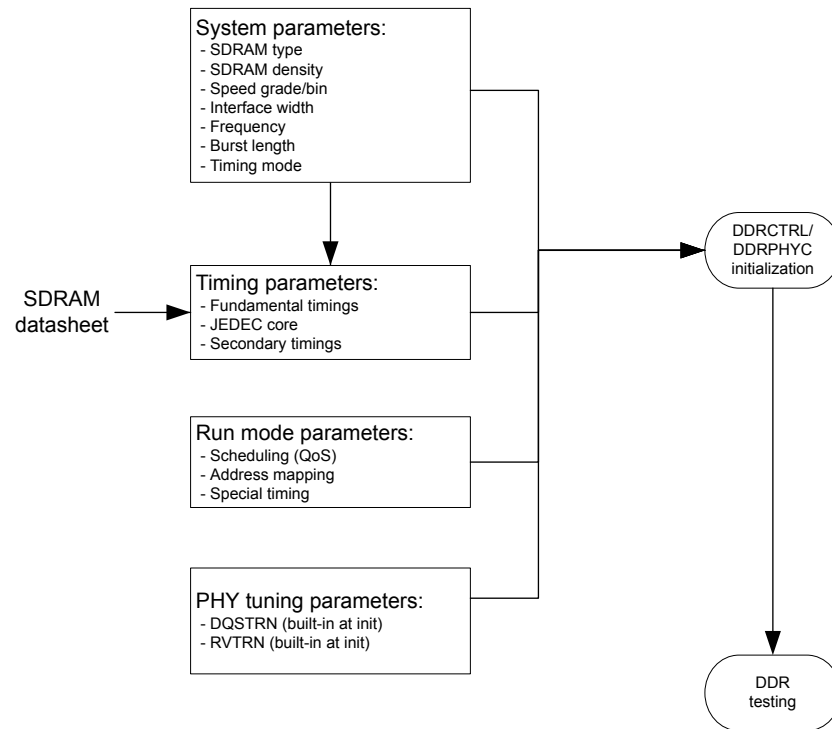 System parameters:
- SDRAM type
- SDRAM density
- Speed grade/bin
- Interface width
- Frequency
- Burst length
- Timing mode
SDRAM
datasheet
Timing parameters:
- Fundamental timings
- JEDEC core
- Secondary timings
Run mode parameters:
- Scheduling (QoS)
- Address mapping
- Special timing
PHY tuning parameters:
- DQSTRN (built-in at init)
- RVTRN (built-in at init)
DDRCTRL/
DDRPHYC
initialization
DDR
testing